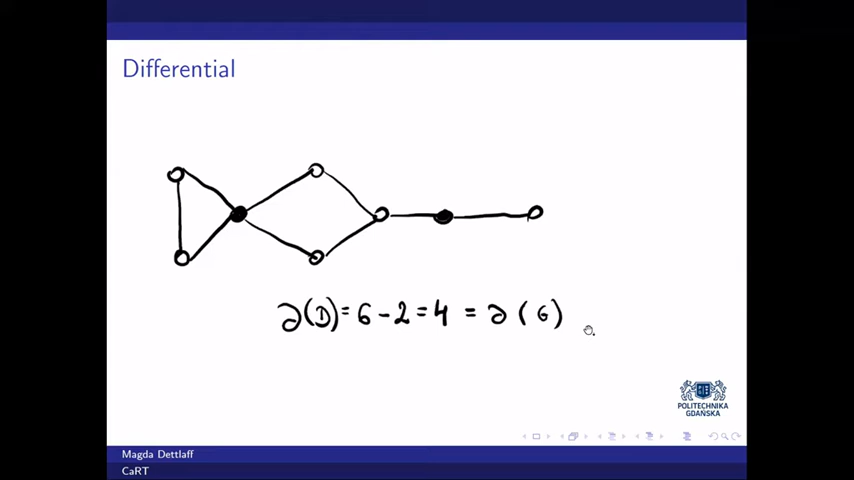 Differential
∂(D) = 6 - 2 = 4 = ∂(G)
POLITECHNIKA
GDAŃSKA
Magda Dettlaff
CaRT